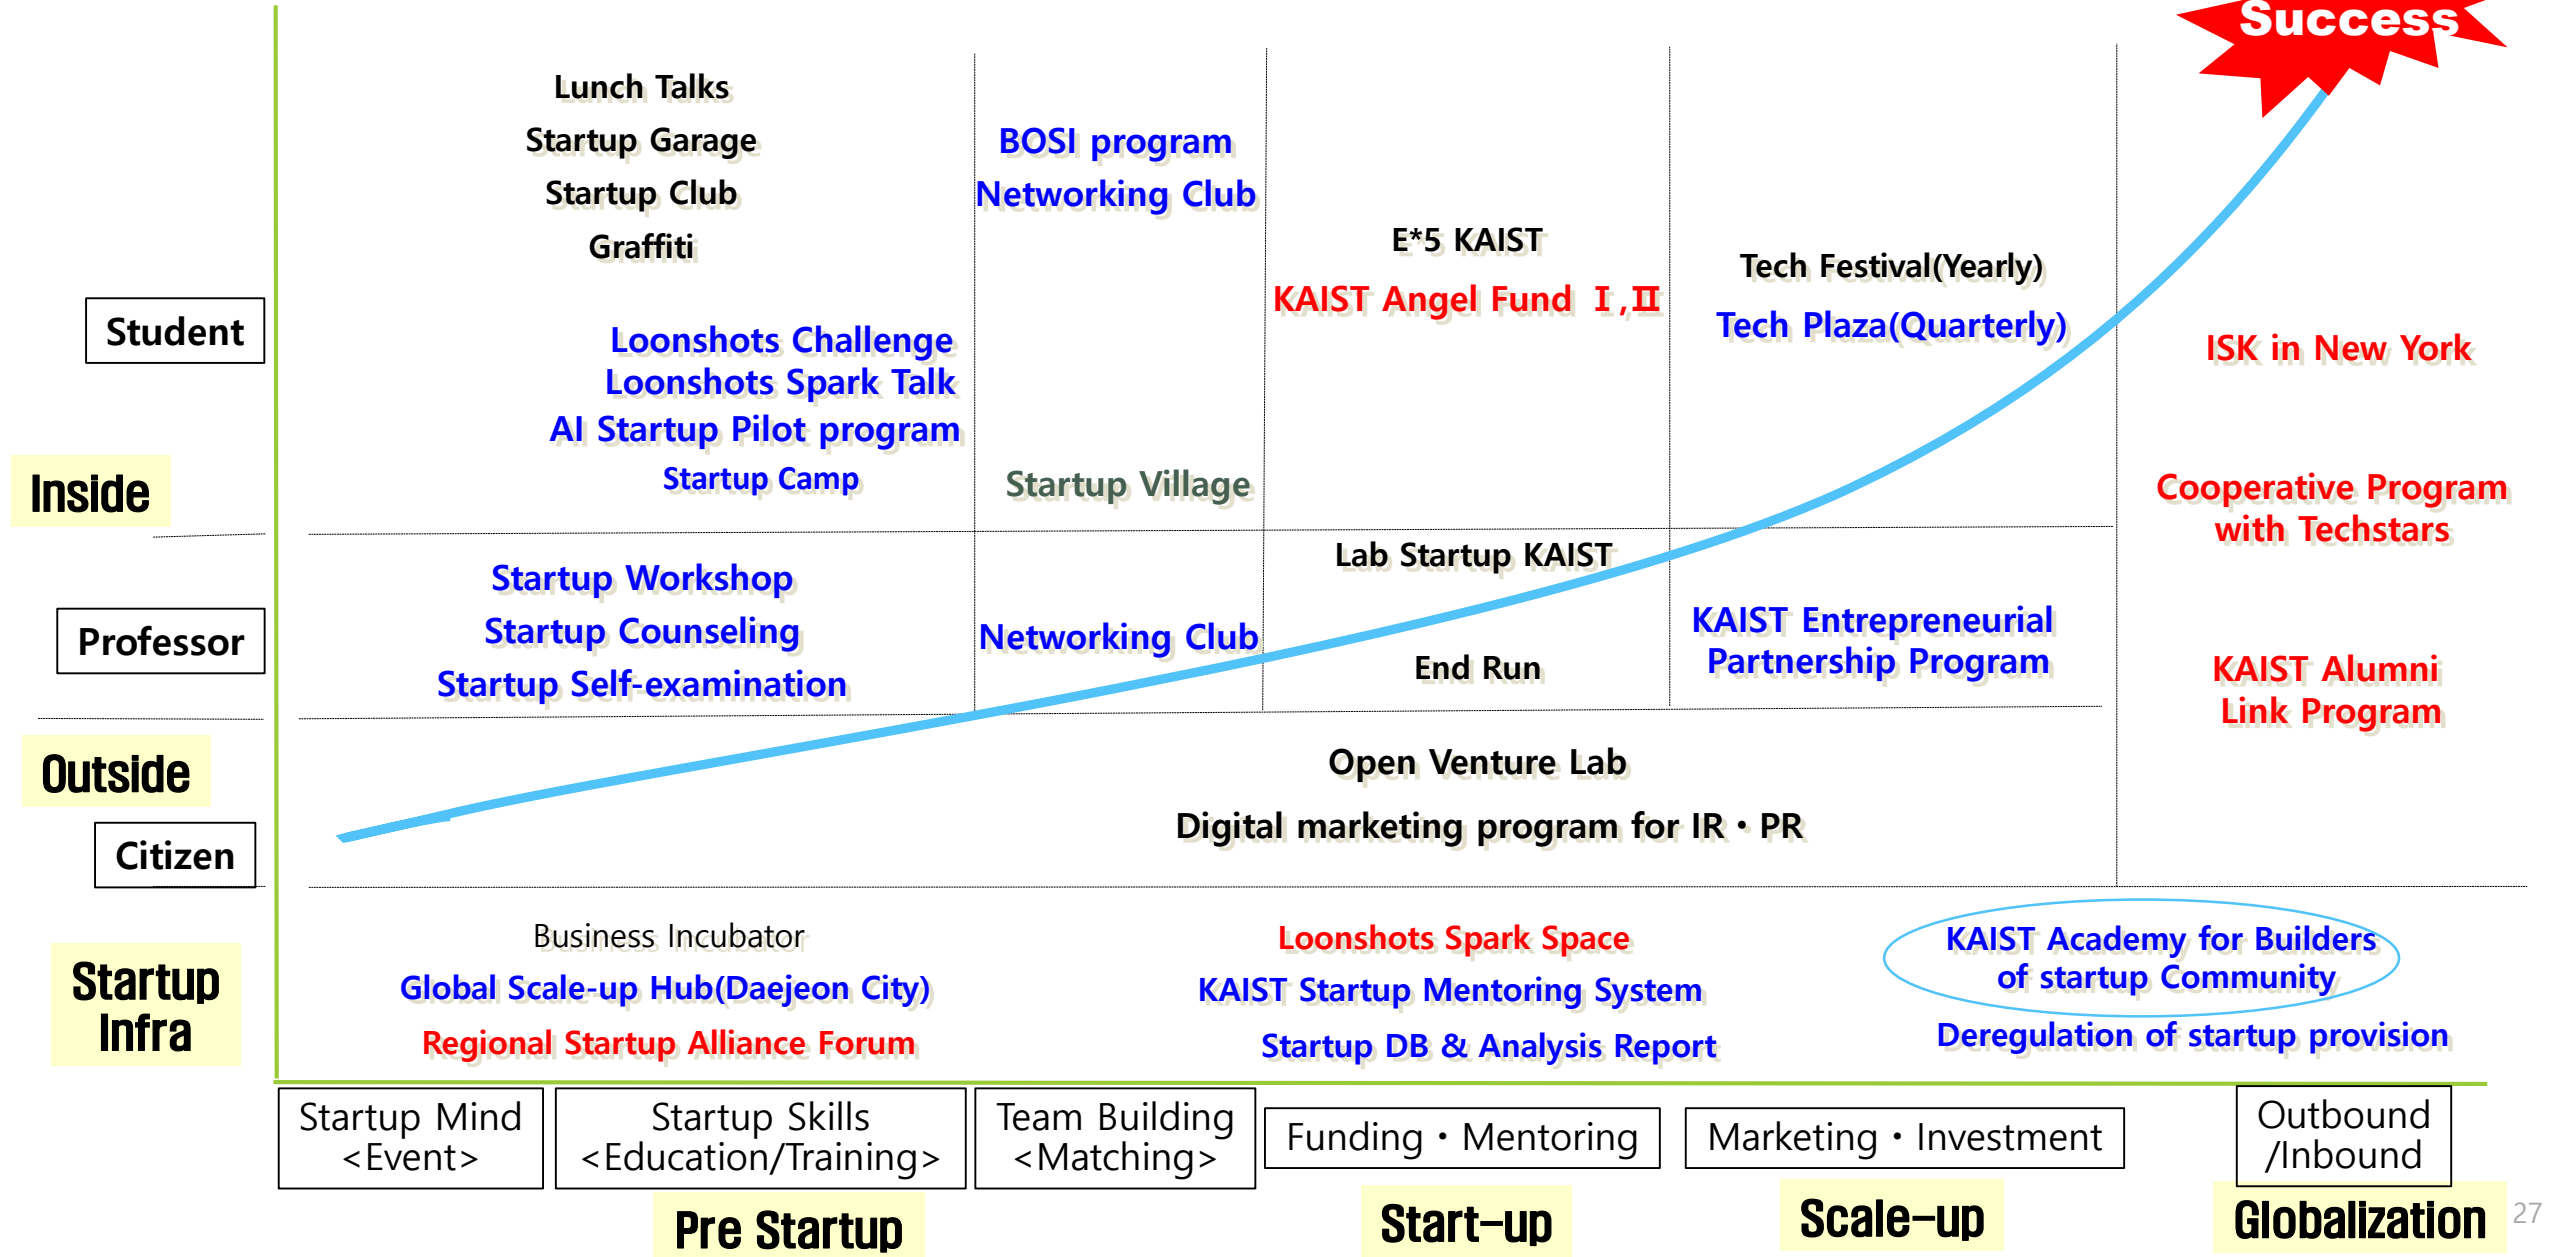 Success
Lunch Talks
Startup Garage
Startup Club
Graffiti
BOSI program
Networking Club
E*5 KAIST
KAIST Angel Fund Ⅰ,Ⅱ
Tech Festival(Yearly)
Tech Plaza(Quarterly)
Student
Loonshots Challenge
Loonshots Spark Talk
AI Startup Pilot program
Startup Camp
Startup Village
ISK in New York
Cooperative Program
with Techstars
Inside
Startup Workshop
Startup Counseling
Startup Self-examination
Networking Club
Lab Startup KAIST
End Run
KAIST Entrepreneurial
Partnership Program
KAIST Alumni
Link Program
Professor
Outside
Open Venture Lab
Digital marketing program for IR・PR
Citizen
Startup
Infra
Business Incubator
Global Scale-up Hub(Daejeon City)
Regional Startup Alliance Forum
Loonshots Spark Space
KAIST Startup Mentoring System
Startup DB & Analysis Report
KAIST Academy for Builders
of startup Community
Deregulation of startup provision
Startup Mind
<Event>
Startup Skills
<Education/Training>
Team Building
<Matching>
Funding・Mentoring
Marketing・Investment
Outbound
/Inbound
Pre Startup
Start-up
Scale-up
Globalization
27